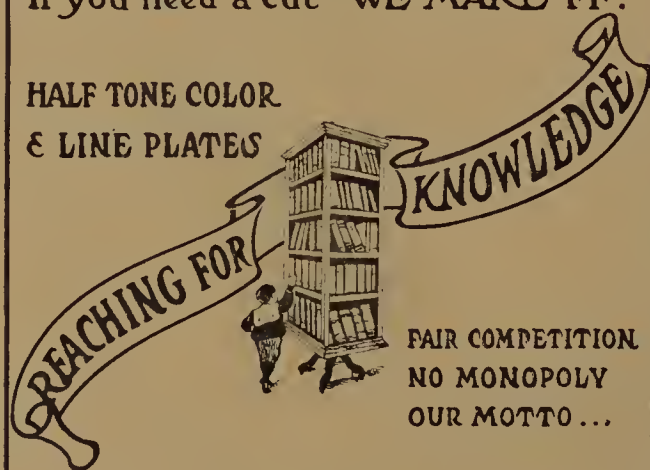 If you need a cut "WE MAKE IT".
HALF TONE COLOR
& LINE PLATES
REACHING FOR
KNOWLEDGE
FAIR COMPETITION
NO MONOPOLY
OUR MOTTO...